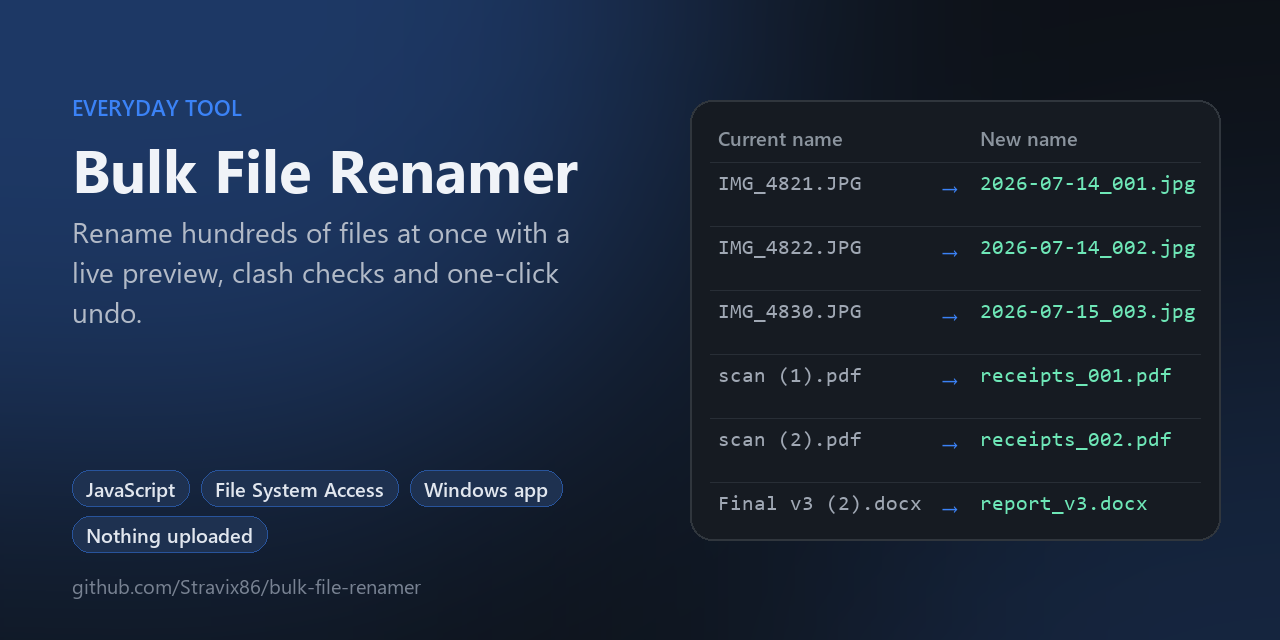 EVERYDAY TOOL
Bulk File Renamer
Rename hundreds of files at once with a
live preview, clash checks and one-click
undo.
JavaScript File System Access Windows app
Nothing uploaded
github.com/Stravix86/bulk-file-renamer
Current name New name
IMG_4821.JPG → 2026-07-14_001.jpg
IMG_4822.JPG → 2026-07-14_002.jpg
IMG_4830.JPG → 2026-07-15_003.jpg
scan (1).pdf → receipts_001.pdf
scan (2).pdf → receipts_002.pdf
Final v3 (2).docx → report_v3.docx